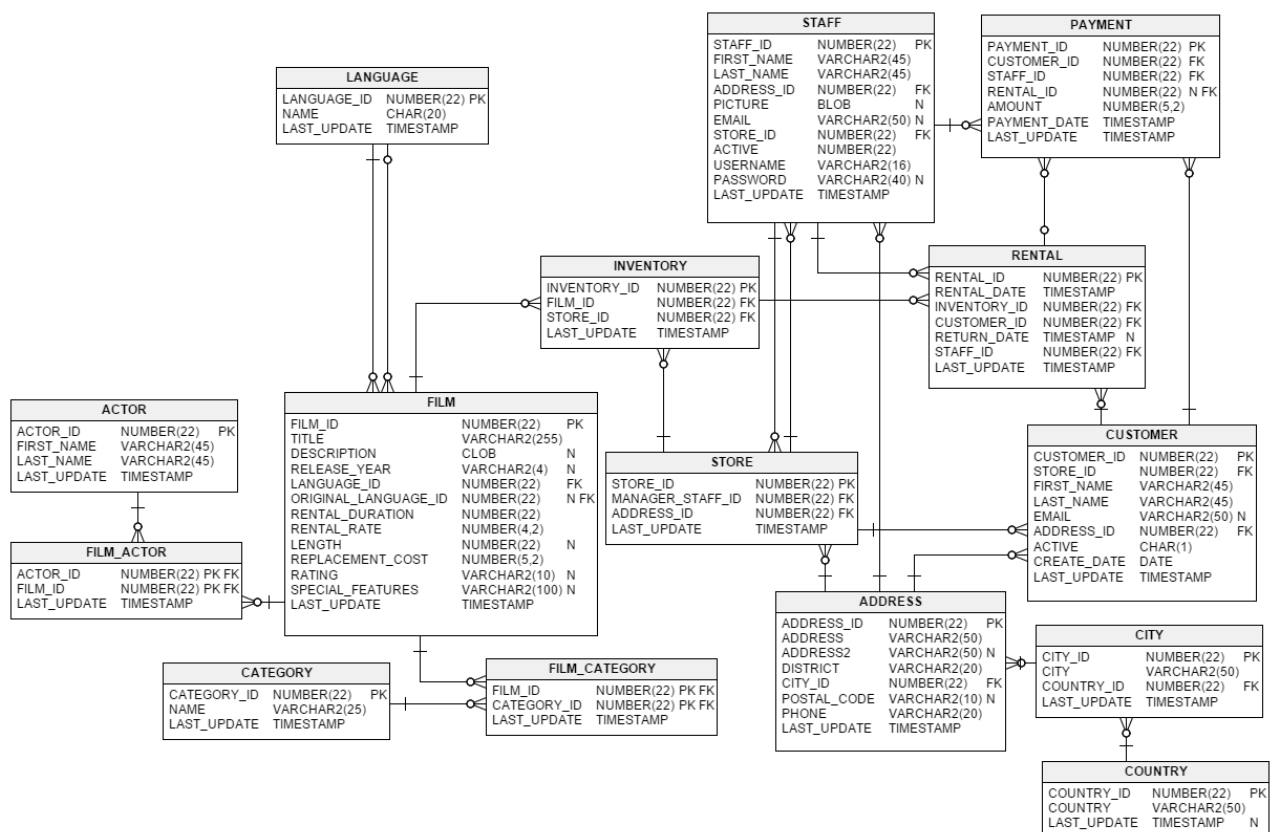 STAFF
STAFF_ID NUMBER(22) PK
FIRST_NAME VARCHAR2(45)
LAST_NAME VARCHAR2(45)
ADDRESS_ID NUMBER(22) FK
PICTURE BLOB N
EMAIL VARCHAR2(50) N
STORE_ID NUMBER(22) FK
ACTIVE NUMBER(22)
USERNAME VARCHAR2(16)
PASSWORD VARCHAR2(40) N
LAST_UPDATE TIMESTAMP
PAYMENT
PAYMENT_ID NUMBER(22) PK
CUSTOMER_ID NUMBER(22) FK
STAFF_ID NUMBER(22) FK
RENTAL_ID NUMBER(22) N FK
AMOUNT NUMBER(5,2)
PAYMENT_DATE TIMESTAMP
LAST_UPDATE TIMESTAMP
LANGUAGE
LANGUAGE_ID NUMBER(22) PK
NAME CHAR(20)
LAST_UPDATE TIMESTAMP
INVENTORY
INVENTORY_ID NUMBER(22) PK
FILM_ID NUMBER(22) FK
STORE_ID NUMBER(22) FK
LAST_UPDATE TIMESTAMP
RENTAL
RENTAL_ID NUMBER(22) PK
RENTAL_DATE TIMESTAMP
INVENTORY_ID NUMBER(22) FK
CUSTOMER_ID NUMBER(22) FK
RETURN_DATE TIMESTAMP N
STAFF_ID NUMBER(22) FK
LAST_UPDATE TIMESTAMP
ACTOR
ACTOR_ID NUMBER(22) PK
FIRST_NAME VARCHAR2(45)
LAST_NAME VARCHAR2(45)
LAST_UPDATE TIMESTAMP
FILM
FILM_ID NUMBER(22) PK
TITLE VARCHAR2(255)
DESCRIPTION CLOB N
RELEASE_YEAR VARCHAR2(4) N
LANGUAGE_ID NUMBER(22) FK
ORIGINAL_LANGUAGE_ID NUMBER(22) N FK
RENTAL_DURATION NUMBER(22)
RENTAL_RATE NUMBER(4,2)
LENGTH NUMBER(22) N
REPLACEMENT_COST NUMBER(5,2)
RATING VARCHAR2(10) N
SPECIAL_FEATURES VARCHAR2(100) N
LAST_UPDATE TIMESTAMP
STORE
STORE_ID NUMBER(22) PK
MANAGER_STAFF_ID NUMBER(22) FK
ADDRESS_ID NUMBER(22) FK
LAST_UPDATE TIMESTAMP
CUSTOMER
CUSTOMER_ID NUMBER(22) PK
STORE_ID NUMBER(22) FK
FIRST_NAME VARCHAR2(45)
LAST_NAME VARCHAR2(45)
EMAIL VARCHAR2(50) N
ADDRESS_ID NUMBER(22) FK
ACTIVE CHAR(1)
CREATE_DATE DATE
LAST_UPDATE TIMESTAMP
FILM_ACTOR
ACTOR_ID NUMBER(22) PK FK
FILM_ID NUMBER(22) PK FK
LAST_UPDATE TIMESTAMP
CATEGORY
CATEGORY_ID NUMBER(22) PK
NAME VARCHAR2(25)
LAST_UPDATE TIMESTAMP
FILM_CATEGORY
FILM_ID NUMBER(22) PK FK
CATEGORY_ID NUMBER(22) PK FK
LAST_UPDATE TIMESTAMP
ADDRESS
ADDRESS_ID NUMBER(22) PK
ADDRESS VARCHAR2(50)
ADDRESS2 VARCHAR2(50) N
DISTRICT VARCHAR2(20)
CITY_ID NUMBER(22) FK
POSTAL_CODE VARCHAR2(10) N
PHONE VARCHAR2(20)
LAST_UPDATE TIMESTAMP
CITY
CITY_ID NUMBER(22) PK
CITY VARCHAR2(50)
COUNTRY_ID NUMBER(22) FK
LAST_UPDATE TIMESTAMP
COUNTRY
COUNTRY_ID NUMBER(22) PK
COUNTRY VARCHAR2(50)
LAST_UPDATE TIMESTAMP N